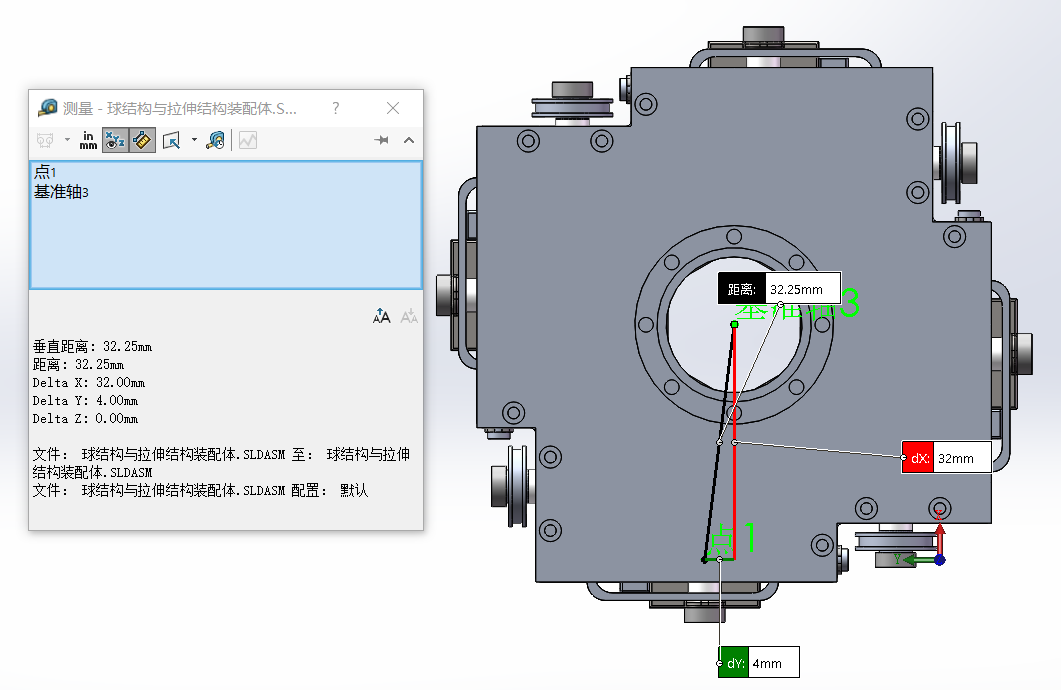 测量 - 球结构与拉伸结构装配体.S...
?
in
mm
点1
基准轴3
垂直距离: 32.25mm
距离: 32.25mm
Delta X: 32.00mm
Delta Y: 4.00mm
Delta Z: 0.00mm
文件: 球结构与拉伸结构装配体.SLDASM 至: 球结构与拉伸
结构装配体.SLDASM
文件: 球结构与拉伸结构装配体.SLDASM 配置: 默认
距离: 32.25mm
基准轴3
dX: 32mm
点1
Y
dY: 4mm